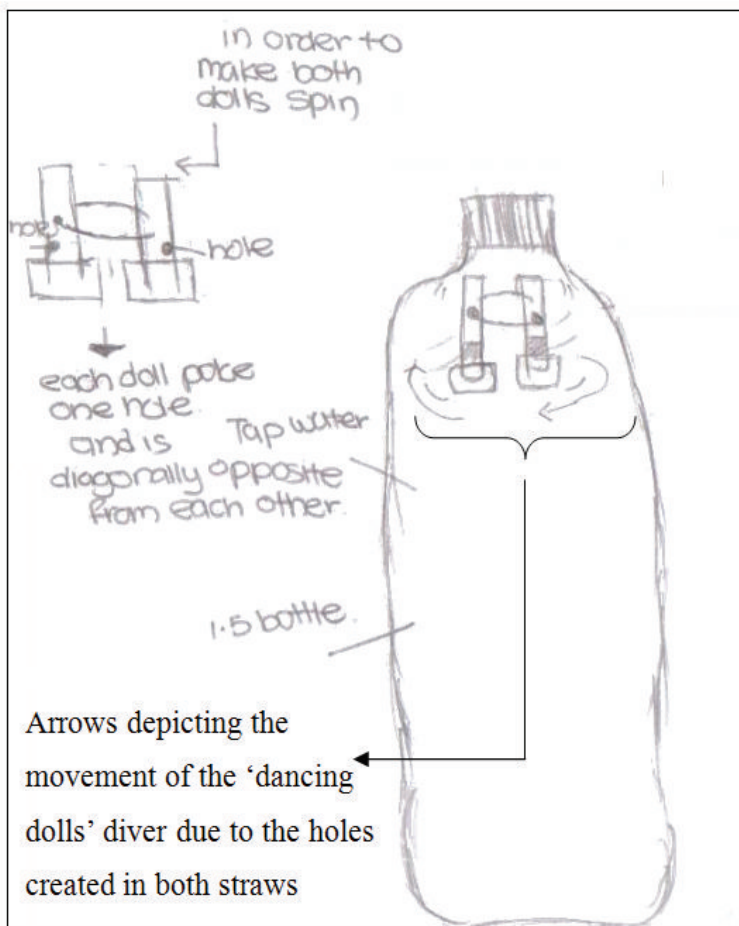 in order to
make both
dolls spin
hole
hole
each doll poke
one hole
and is
diagonally opposite
from each other.
Tap water
1.5 bottle.
Arrows depicting the
movement of the ‘dancing
dolls’ diver due to the holes
created in both straws